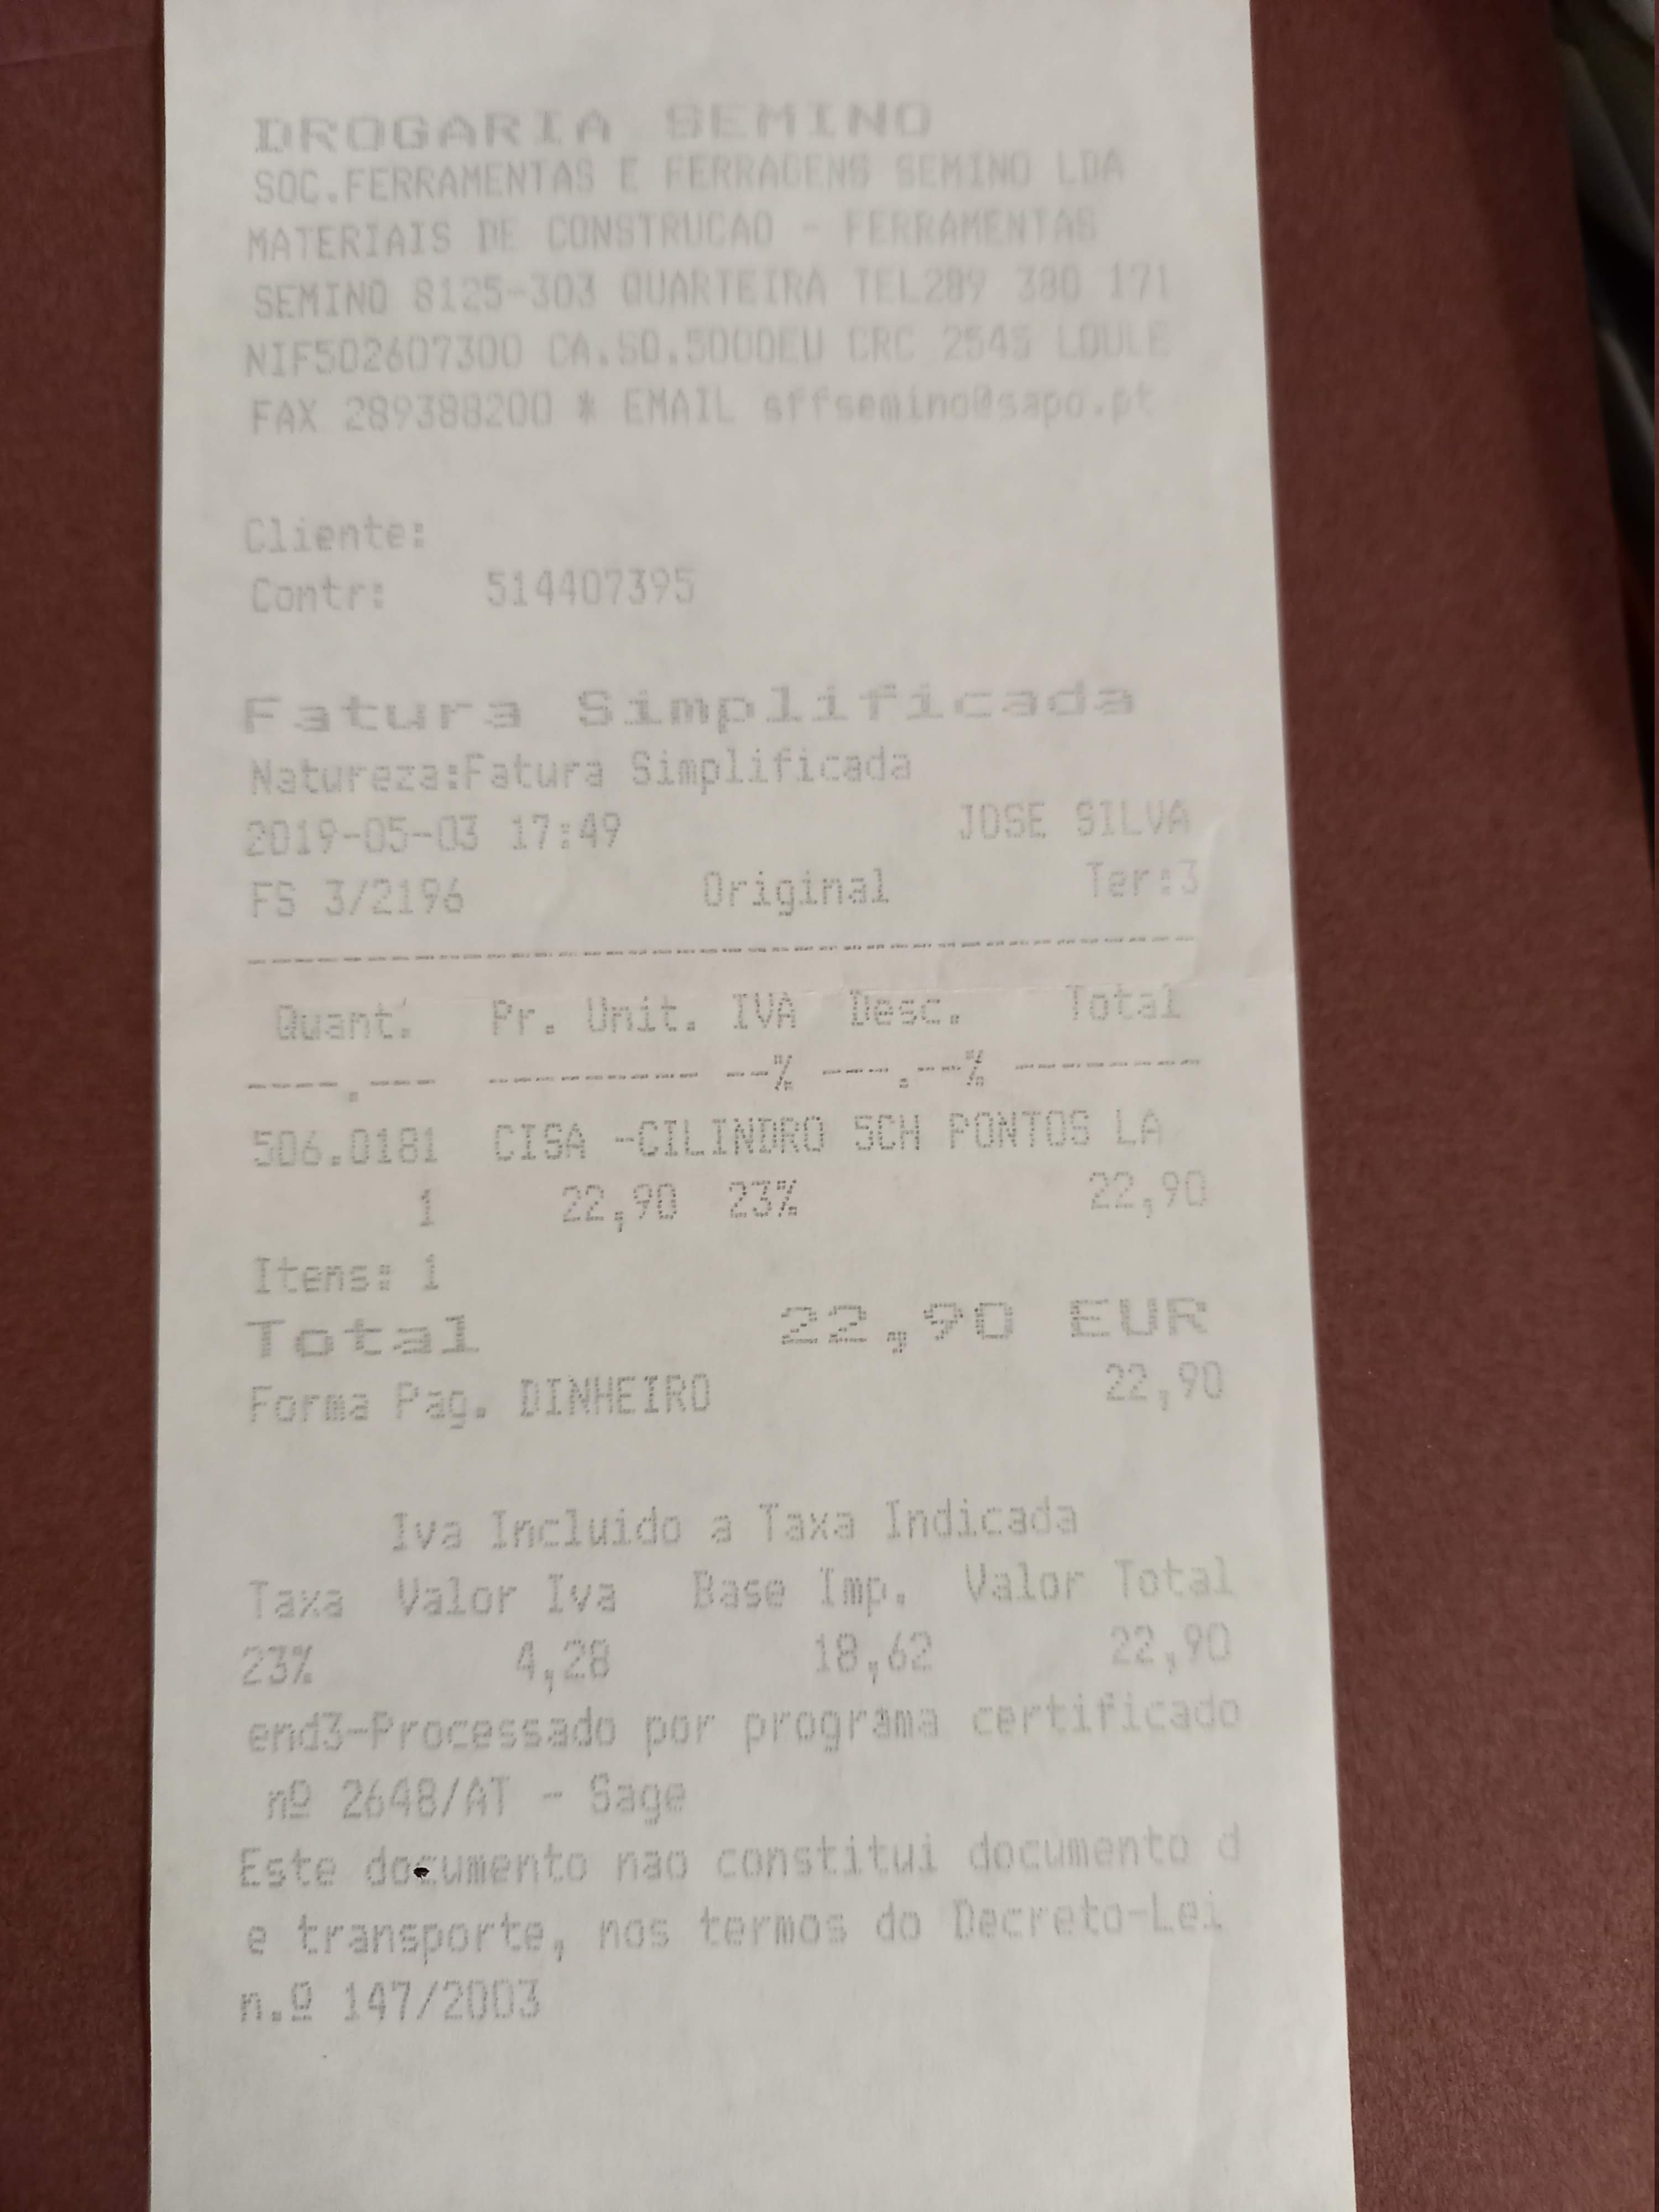 DROGARIA SEMINO
SOC.FERRAMENTAS E FERRAGENS SEMINO LDA
MATERIAIS DE CONSTRUCAO - FERRAMENTAS
SEMINO 8125-303 QUARTEIRA TEL289 380 171
NIF502607300 CA.SO.5000EU CRC 2545 LOULE
FAX 289388200 * EMAIL sffsemino@sapo.pt
Cliente:
Contr: 514407395
Fatura Simplificada
Natureza:Fatura Simplificada
2019-05-03 17:49 JOSE SILVA
FS 3/2196 Original Ter:3
------------------------------------------
Quant. Pr. Unit. IVA Desc. Total
----.--- --------- --% ---.--% --------
506.0181 CISA -CILINDRO 5CH PONTOS LA
1 22,90 23% 22,90
Itens: 1
Total 22,90 EUR
Forma Pag. DINHEIRO 22,90
Iva Incluido a Taxa Indicada
Taxa Valor Iva Base Imp. Valor Total
23% 4,28 18,62 22,90
end3-Processado por programa certificado
nº 2648/AT - Sage
Este documento nao constitui documento d
e transporte, nos termos do Decreto-Lei
n.º 147/2003